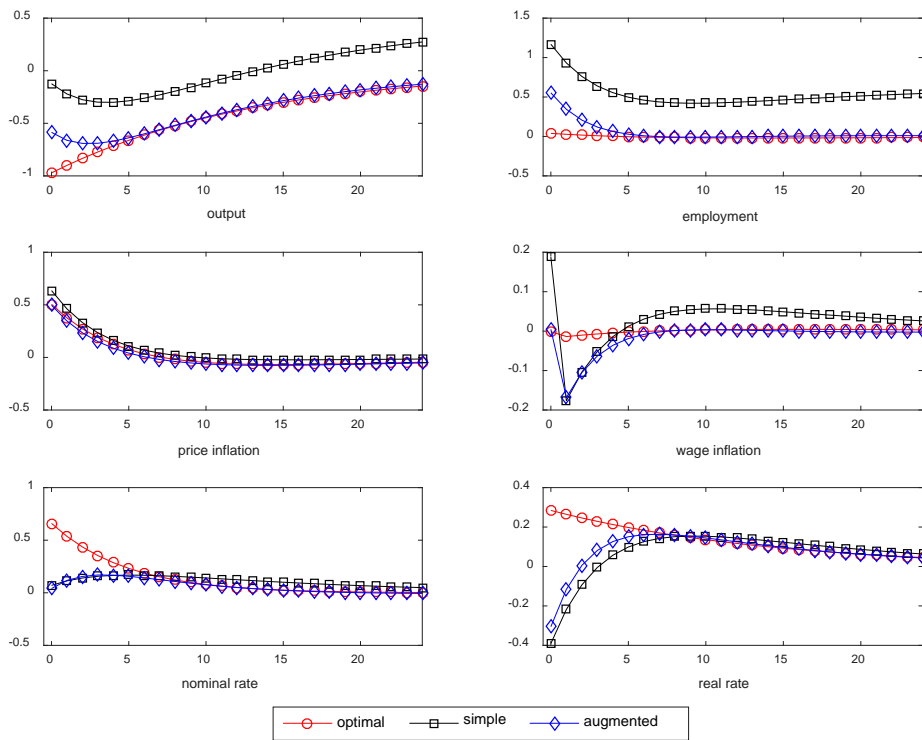 0.5
0
-0.5
-1
0 5 10 15 20
output
1.5
1
0.5
0
-0.5
0 5 10 15 20
employment
1
0.5
0
-0.5
0 5 10 15 20
price inflation
0.2
0.1
0
-0.1
-0.2
0 5 10 15 20
wage inflation
1
0.5
0
-0.5
0 5 10 15 20
nominal rate
0.4
0.2
0
-0.2
-0.4
0 5 10 15 20
real rate
optimal simple augmented